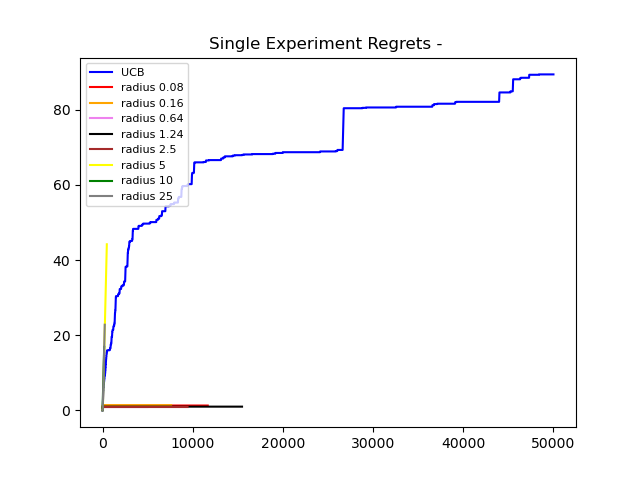 Single Experiment Regrets -
UCB
radius 0.08
radius 0.16
radius 0.64
radius 1.24
radius 2.5
radius 5
radius 10
radius 25
80
60
40
20
0
0 10000 20000 30000 40000 50000